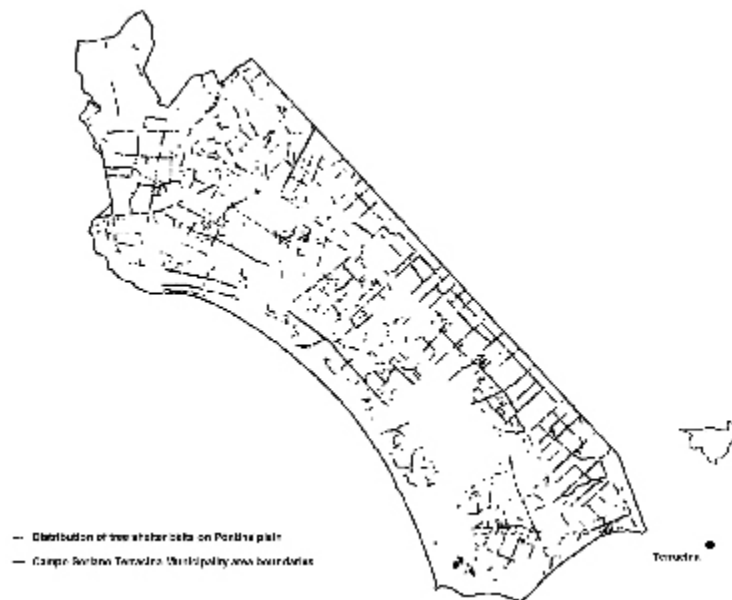 Distribution of tree shelter belts on Pontina plain
Campo Soriano Terracina Municipality area boundaries
Terracina